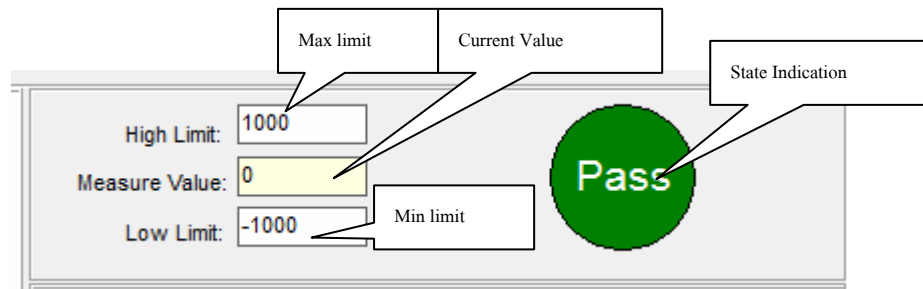 Max limit
Current Value
State Indication
High Limit: 1000
Measure Value: 0
Pass
Low Limit: -1000
Min limit